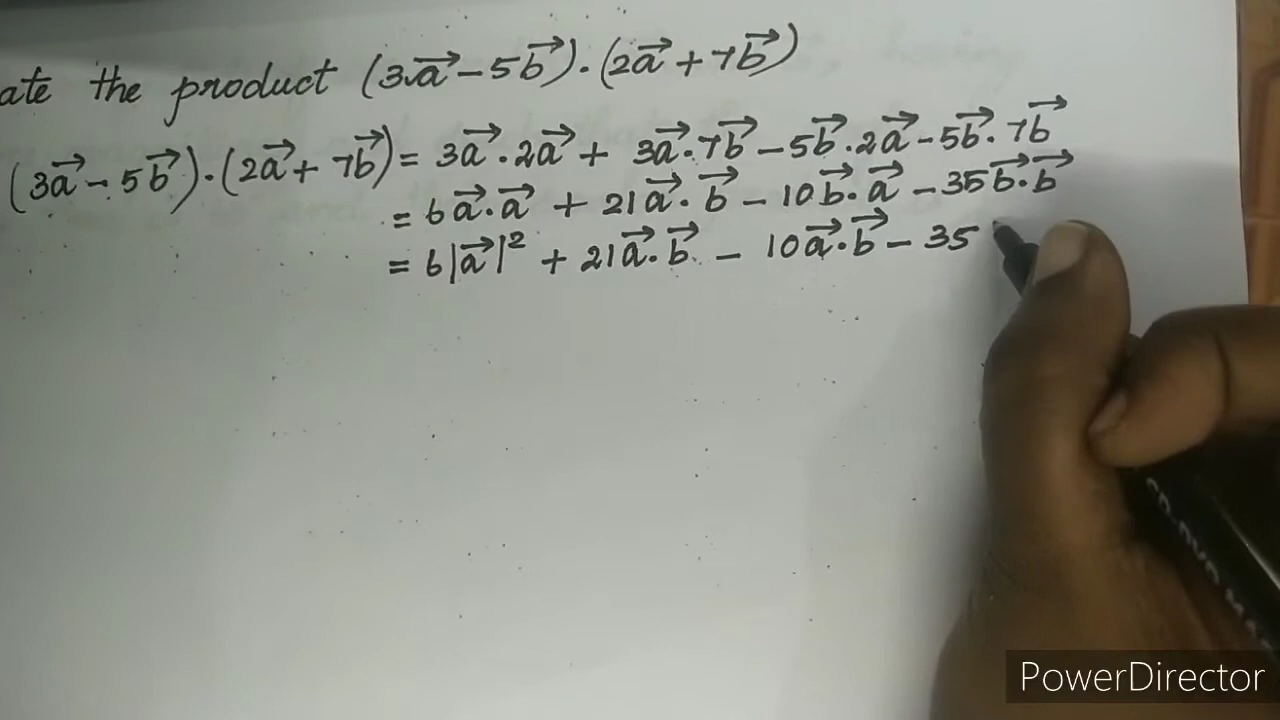 ate the product (3a⃗ - 5b⃗).(2a⃗ + 7b⃗)
(3a⃗ - 5b⃗).(2a⃗ + 7b⃗) = 3a⃗.2a⃗ + 3a⃗.7b⃗ - 5b⃗.2a⃗ - 5b⃗.7b⃗
= 6a⃗.a⃗ + 21a⃗.b⃗ - 10b⃗.a⃗ - 35b⃗.b⃗
= 6|a⃗|² + 21a⃗.b⃗ - 10a⃗.b⃗ - 35
PowerDirector